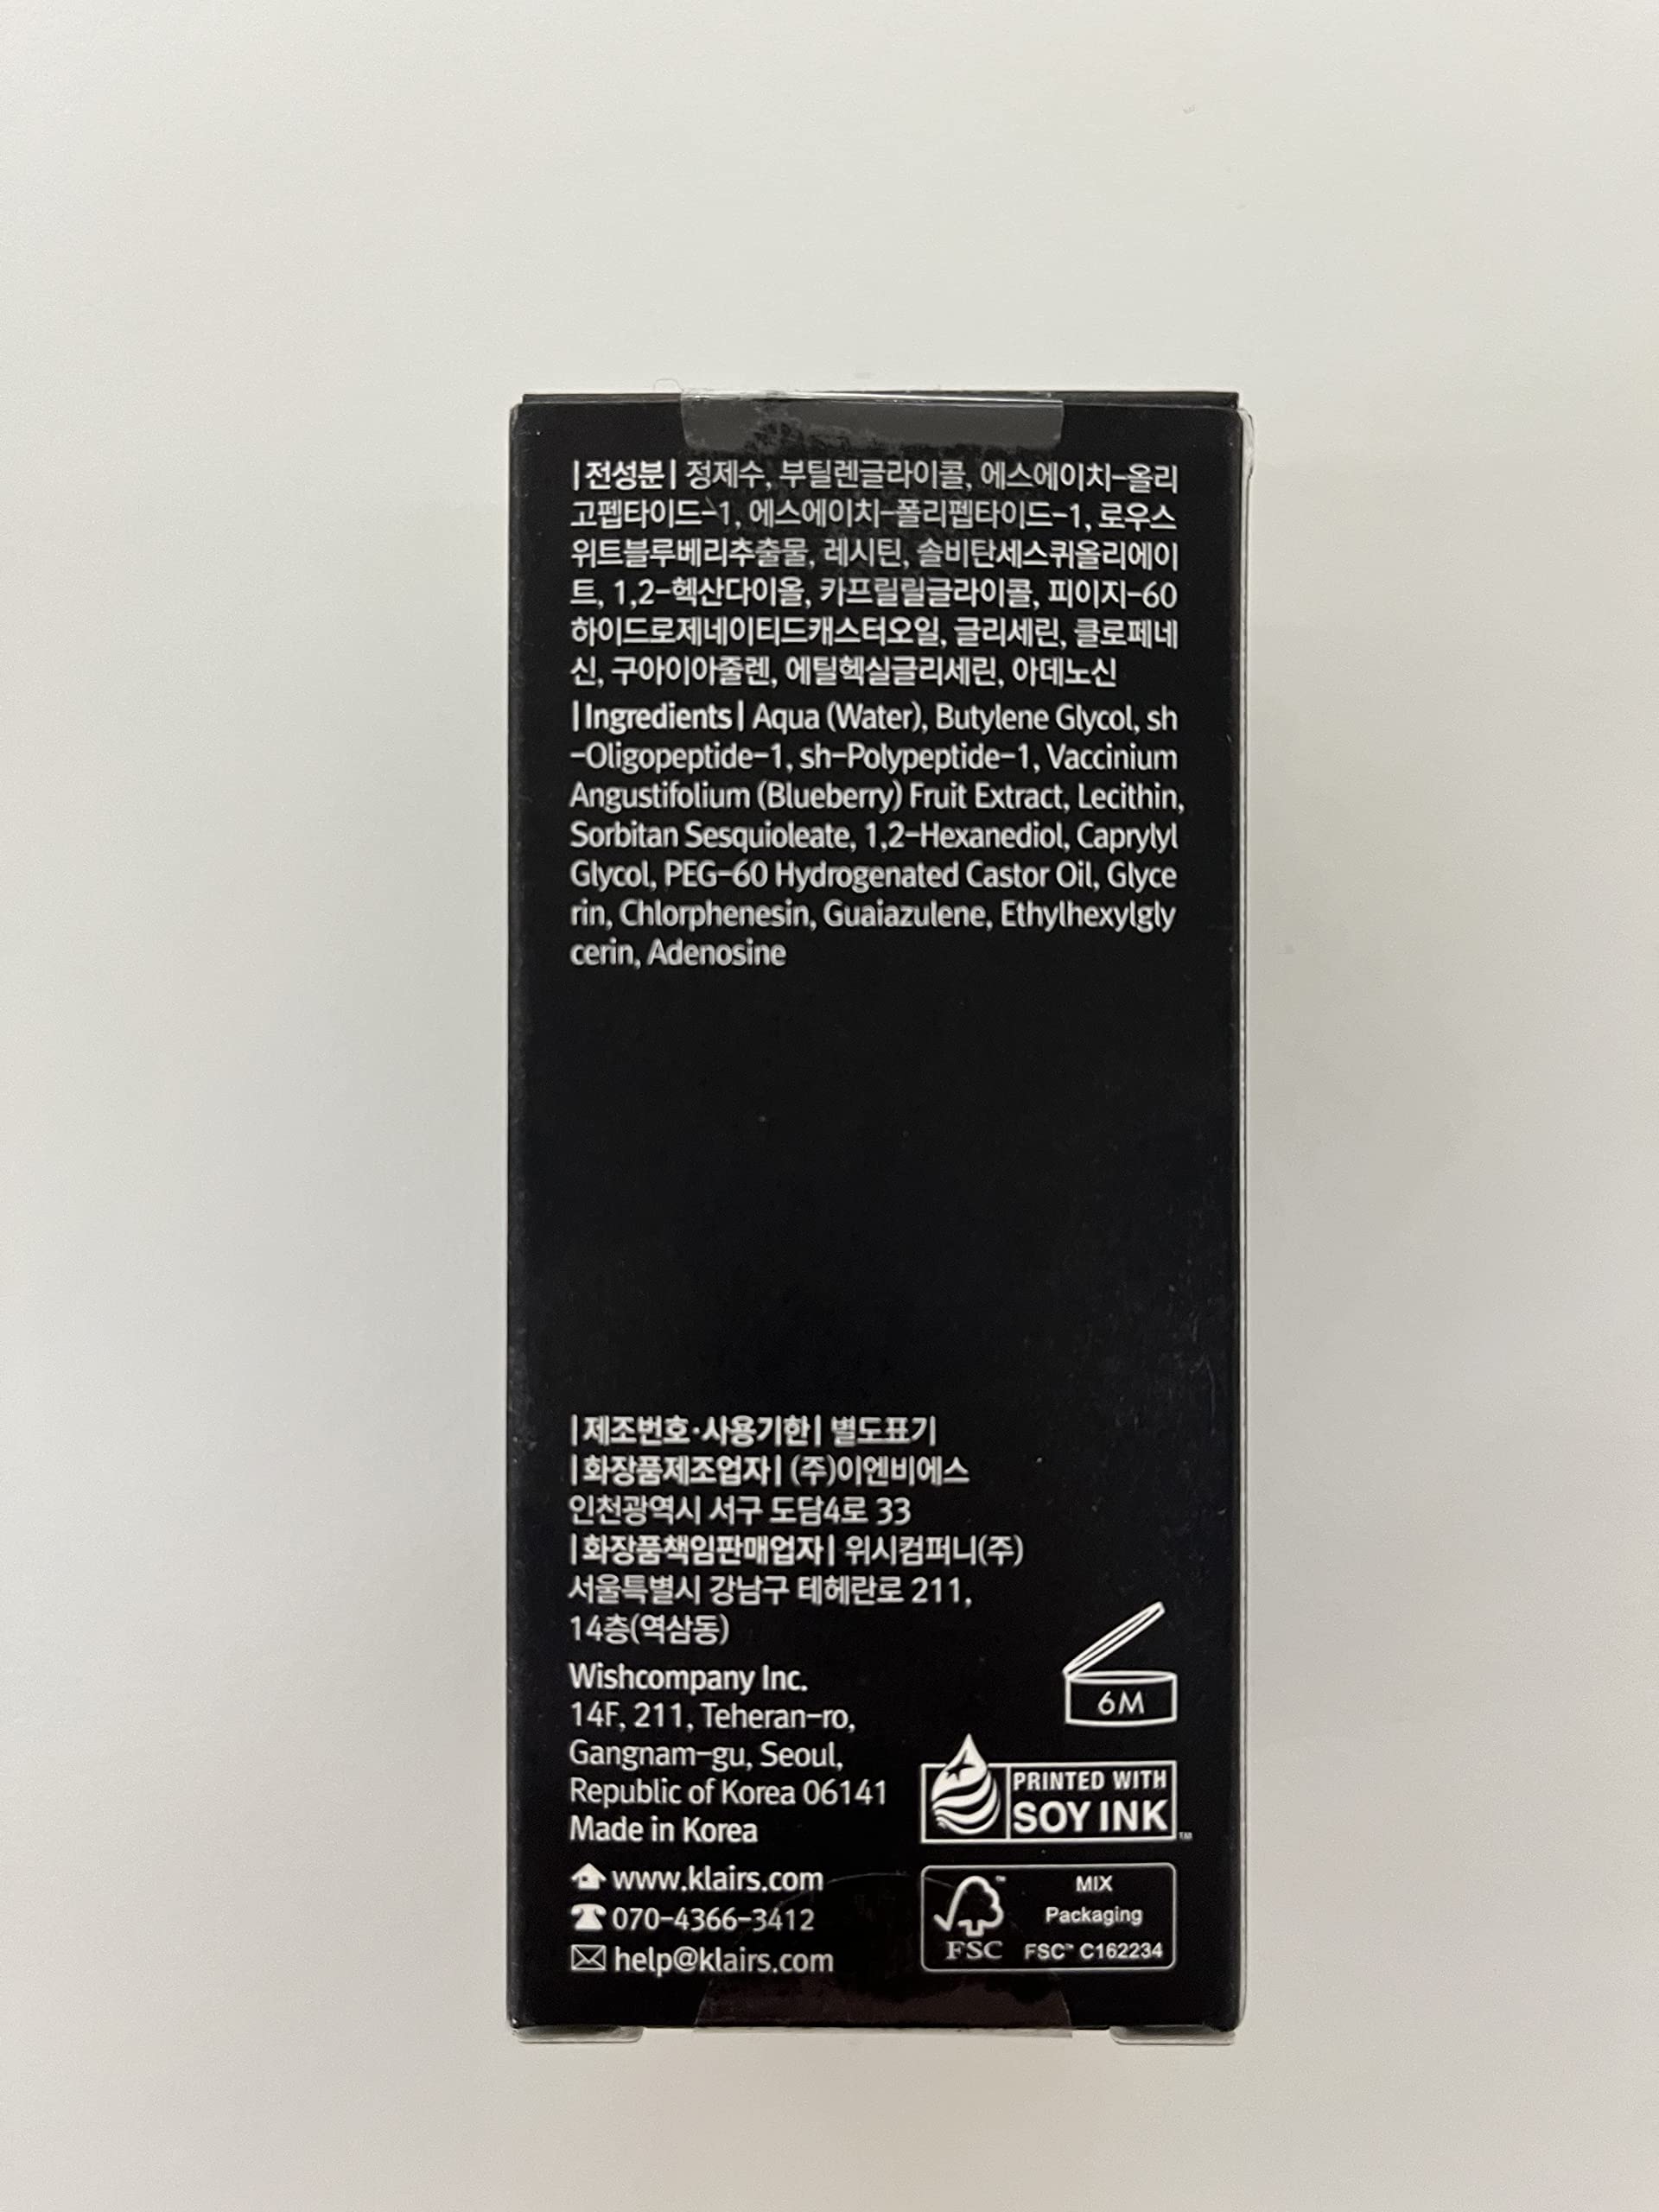 |전성분| 정제수, 부틸렌글라이콜, 에스에이치-올리
고펩타이드-1, 에스에이치-폴리펩타이드-1, 로우스
위트블루베리추출물, 레시틴, 솔비탄세스퀴올리에이
트, 1,2-헥산다이올, 카프릴릴글라이콜, 피이지-60
하이드로제네이티드캐스터오일, 글리세린, 클로페네
신, 구아이아줄렌, 에틸헥실글리세린, 아데노신
|Ingredients| Aqua (Water), Butylene Glycol, sh
-Oligopeptide-1, sh-Polypeptide-1, Vaccinium
Angustifolium (Blueberry) Fruit Extract, Lecithin,
Sorbitan Sesquioleate, 1,2-Hexanediol, Caprylyl
Glycol, PEG-60 Hydrogenated Castor Oil, Glyce
rin, Chlorphenesin, Guaiazulene, Ethylhexylgly
cerin, Adenosine
|제조번호·사용기한| 별도표기
|화장품제조업자| (주)이엔비에스
인천광역시 서구 도담4로 33
|화장품책임판매업자| 위시컴퍼니(주)
서울특별시 강남구 테헤란로 211,
14층(역삼동)
Wishcompany Inc.
14F, 211, Teheran-ro,
Gangnam-gu, Seoul,
Republic of Korea 06141
Made in Korea
www.klairs.com
070-4366-3412
help@klairs.com
6M
PRINTED WITH
SOY INK™
MIX
Packaging
FSC™ C162234
FSC™